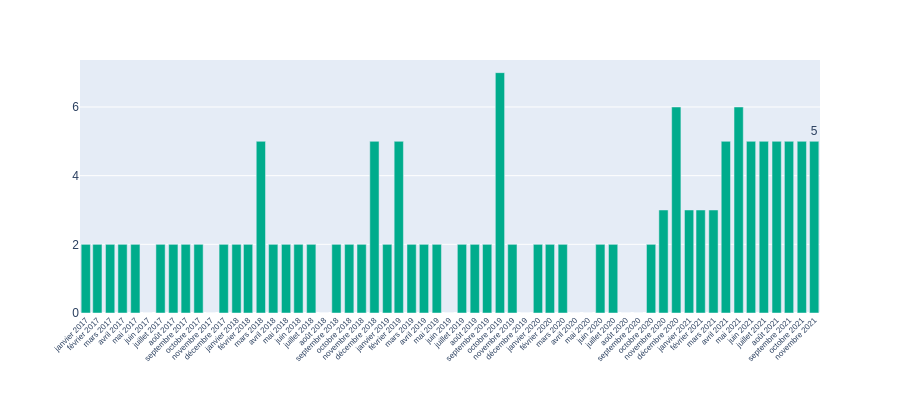 6
5
4
2
0
janvier 2017
février 2017
mars 2017
avril 2017
mai 2017
juin 2017
juillet 2017
août 2017
septembre 2017
octobre 2017
novembre 2017
décembre 2017
janvier 2018
février 2018
mars 2018
avril 2018
mai 2018
juin 2018
juillet 2018
août 2018
septembre 2018
octobre 2018
novembre 2018
décembre 2018
janvier 2019
février 2019
mars 2019
avril 2019
mai 2019
juin 2019
juillet 2019
août 2019
septembre 2019
octobre 2019
novembre 2019
décembre 2019
janvier 2020
février 2020
mars 2020
avril 2020
mai 2020
juin 2020
juillet 2020
août 2020
septembre 2020
octobre 2020
novembre 2020
décembre 2020
janvier 2021
février 2021
mars 2021
avril 2021
mai 2021
juin 2021
juillet 2021
août 2021
septembre 2021
octobre 2021
novembre 2021